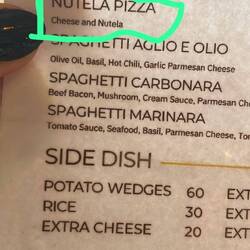 NUTELA PIZZA
Cheese and Nutela
SPAGHETTI AGLIO E OLIO
Olive Oil, Basil, Hot Chili, Garlic Parmesan Cheese
SPAGHETTI CARBONARA
Beef Bacon, Mushroom, Cream Sauce, Parmesan Che
SPAGHETTI MARINARA
Tomato Sauce, Seafood, Basil, Parmesan Cheese, To
SIDE DISH
POTATO WEDGES 60 EXT
RICE 30 EXT
EXTRA CHEESE 20 EXT